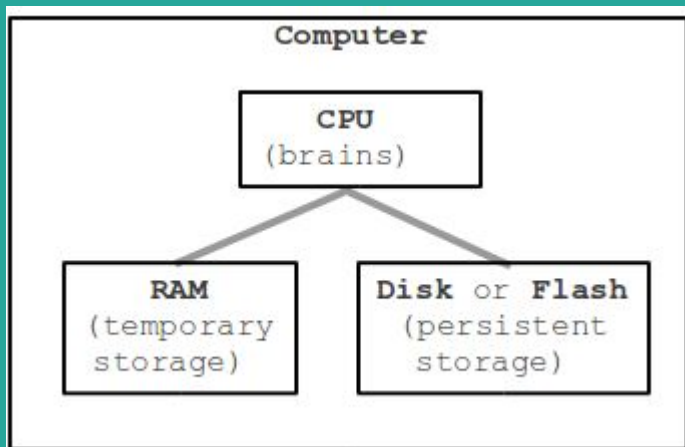 Computer
CPU
(brains)
RAM
(temporary
storage)
Disk or Flash
(persistent
storage)